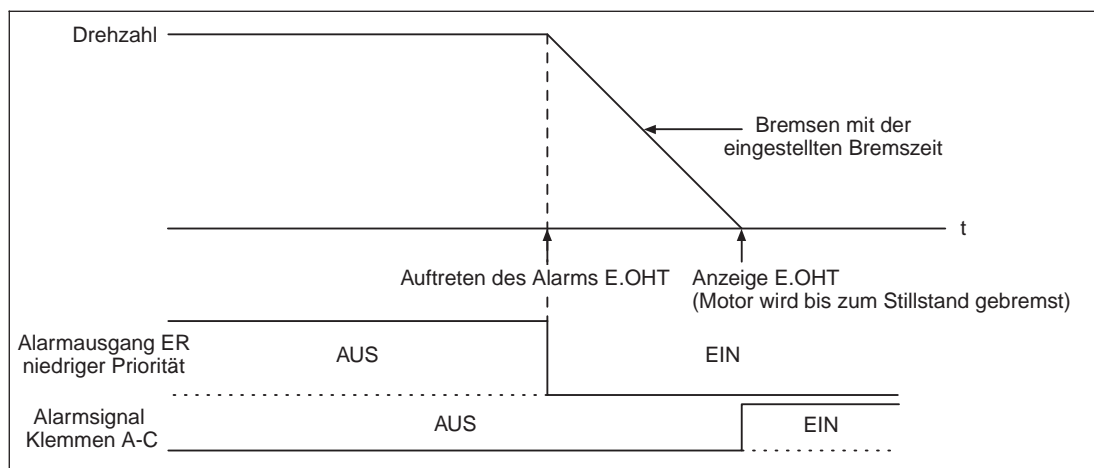 Drehzahl
Bremsen mit der
eingestellten Bremszeit
t
Auftreten des Alarms E.OHT
Anzeige E.OHT
(Motor wird bis zum Stillstand gebremst)
Alarmausgang ER
niedriger Priorität
AUS
EIN
Alarmsignal
Klemmen A-C
AUS
EIN